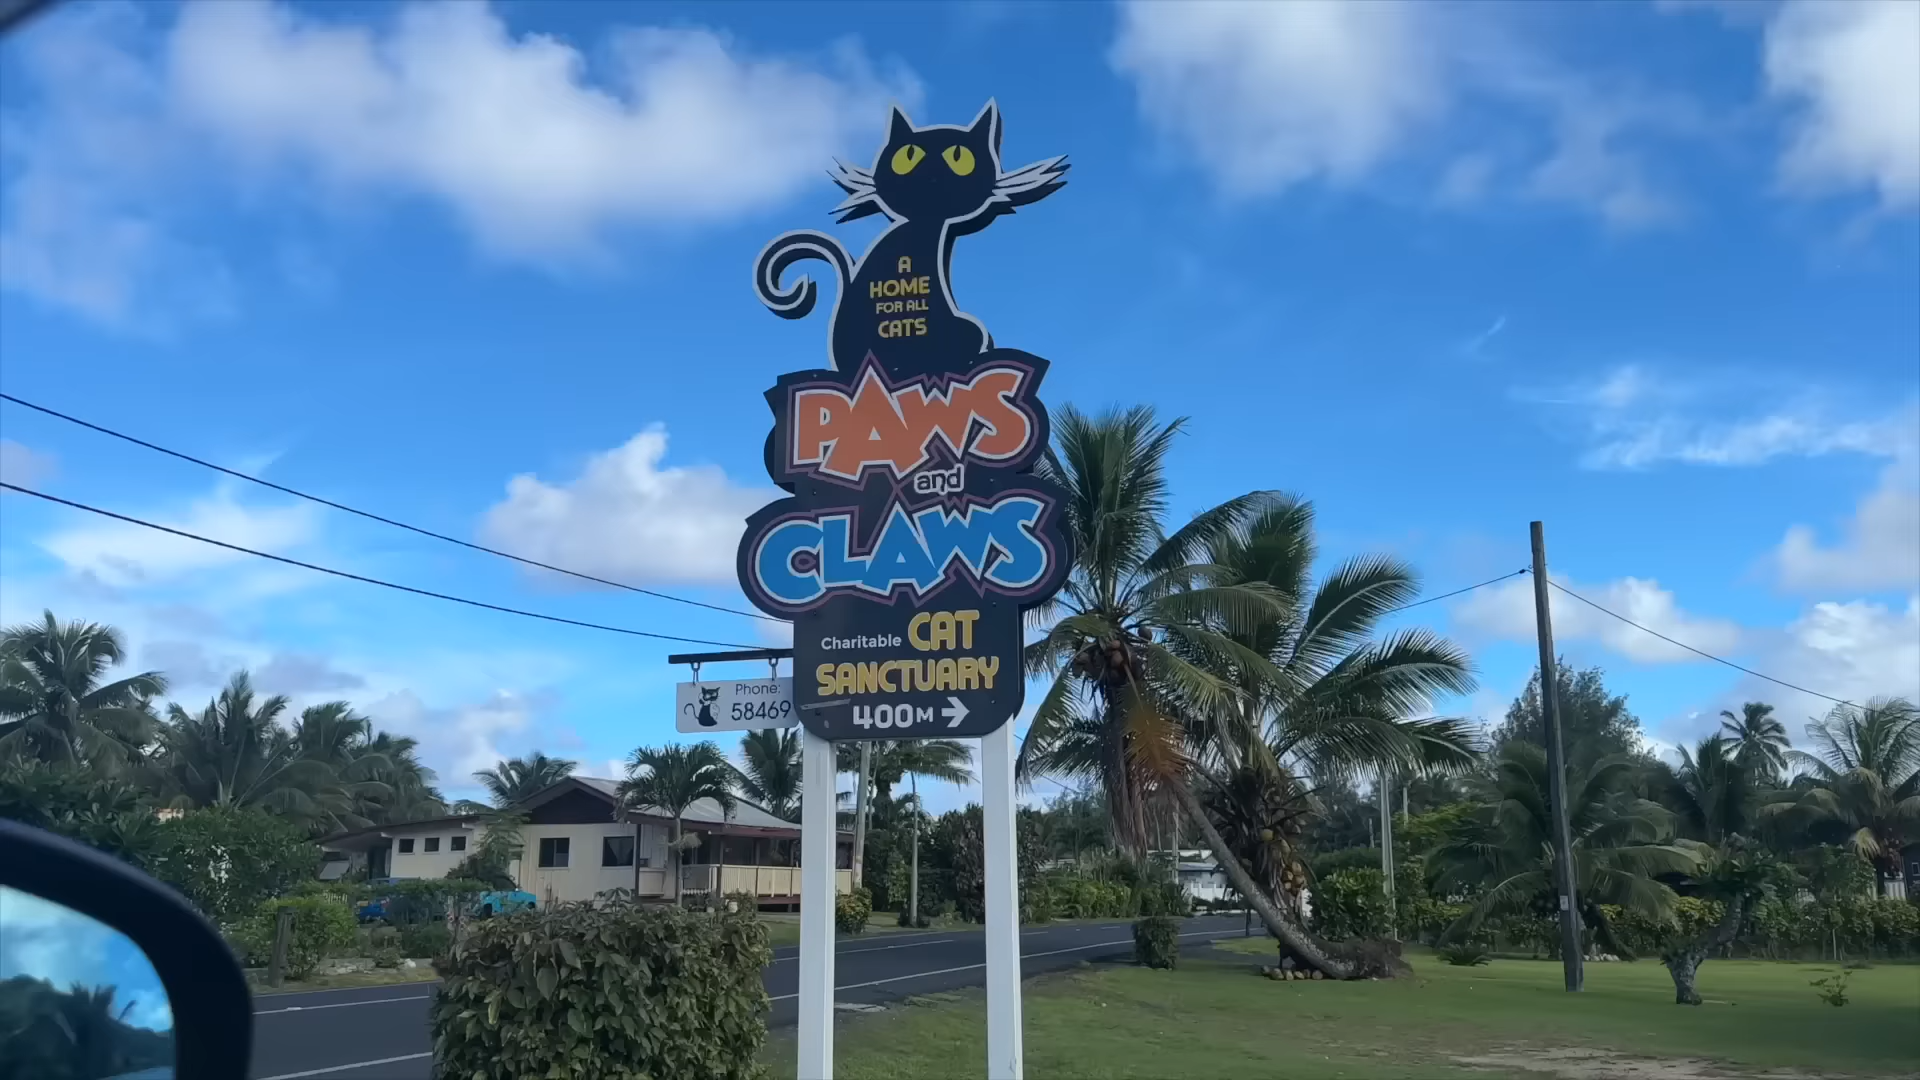 A
HOME
FOR ALL
CATS
PAWS
and
CLAWS
Charitable CAT
SANCTUARY
400M →
Phone:
58469